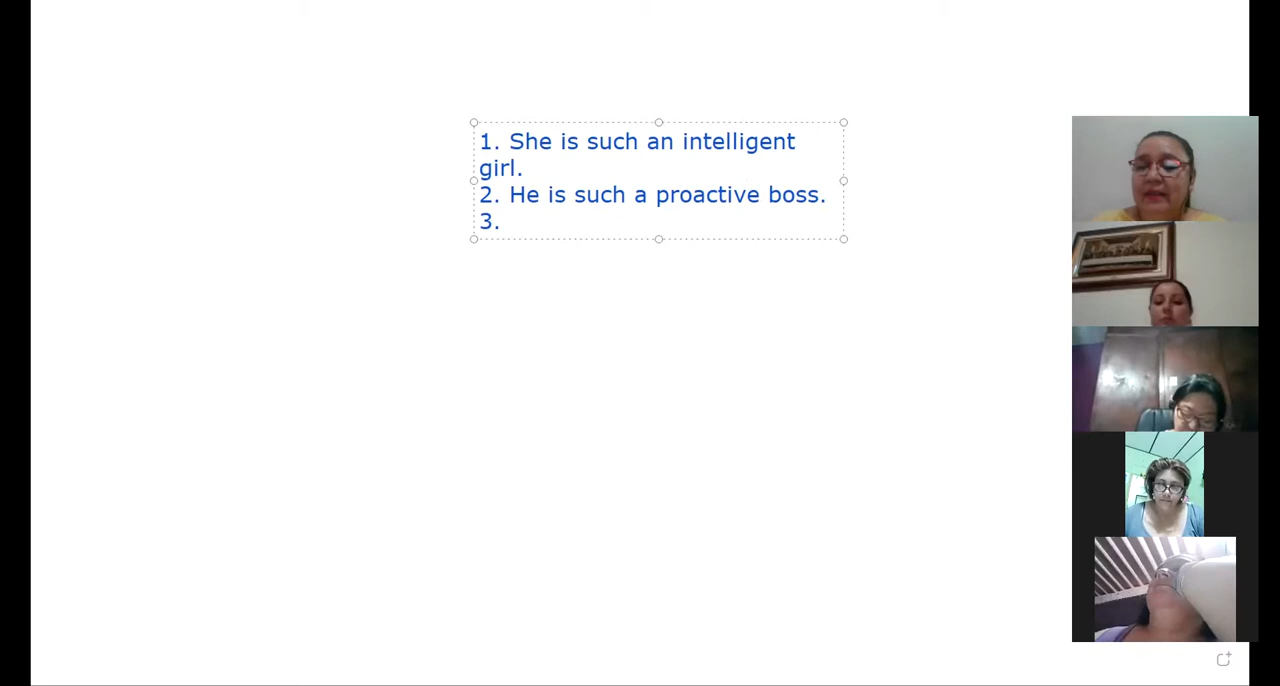 1. She is such an intelligent
girl.
2. He is such a proactive boss.
3.